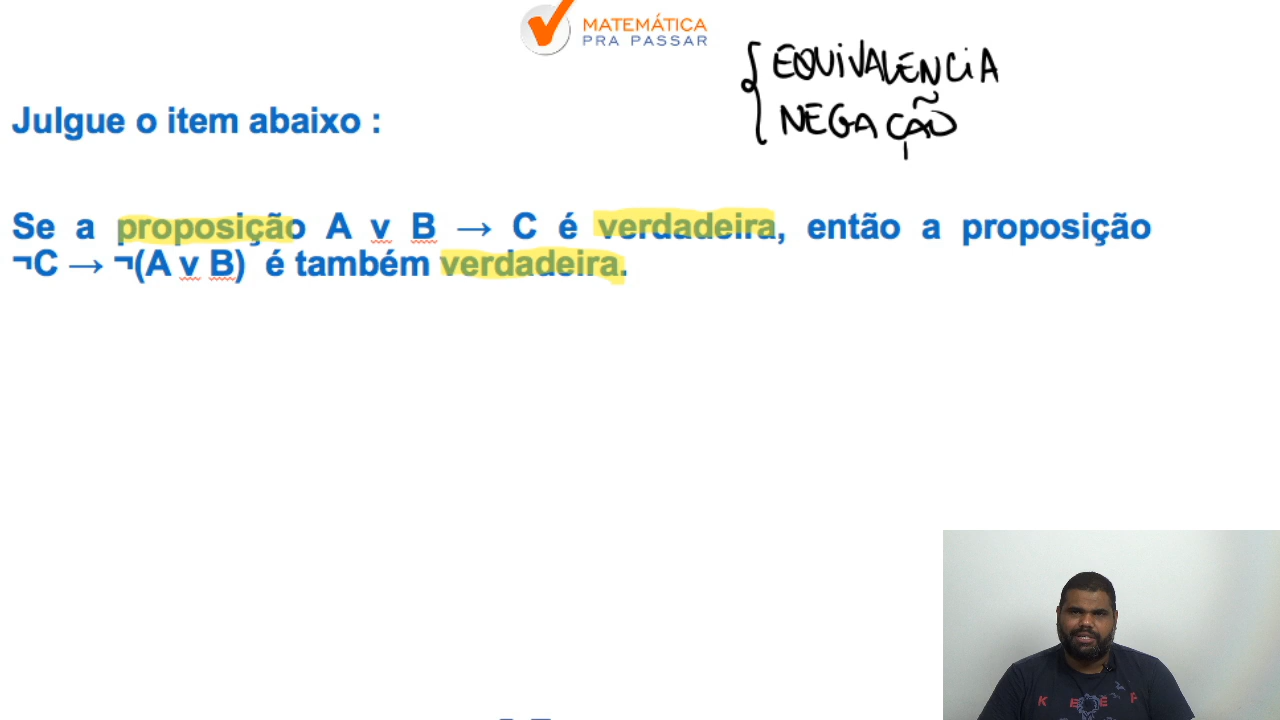 MATEMÁTICA
PRA PASSAR
EQUIVALENCIA
NEGAÇÃO
Julgue o item abaixo :
Se a proposição A v B → C é verdadeira, então a proposição
¬C → ¬(A v B) é também verdadeira.